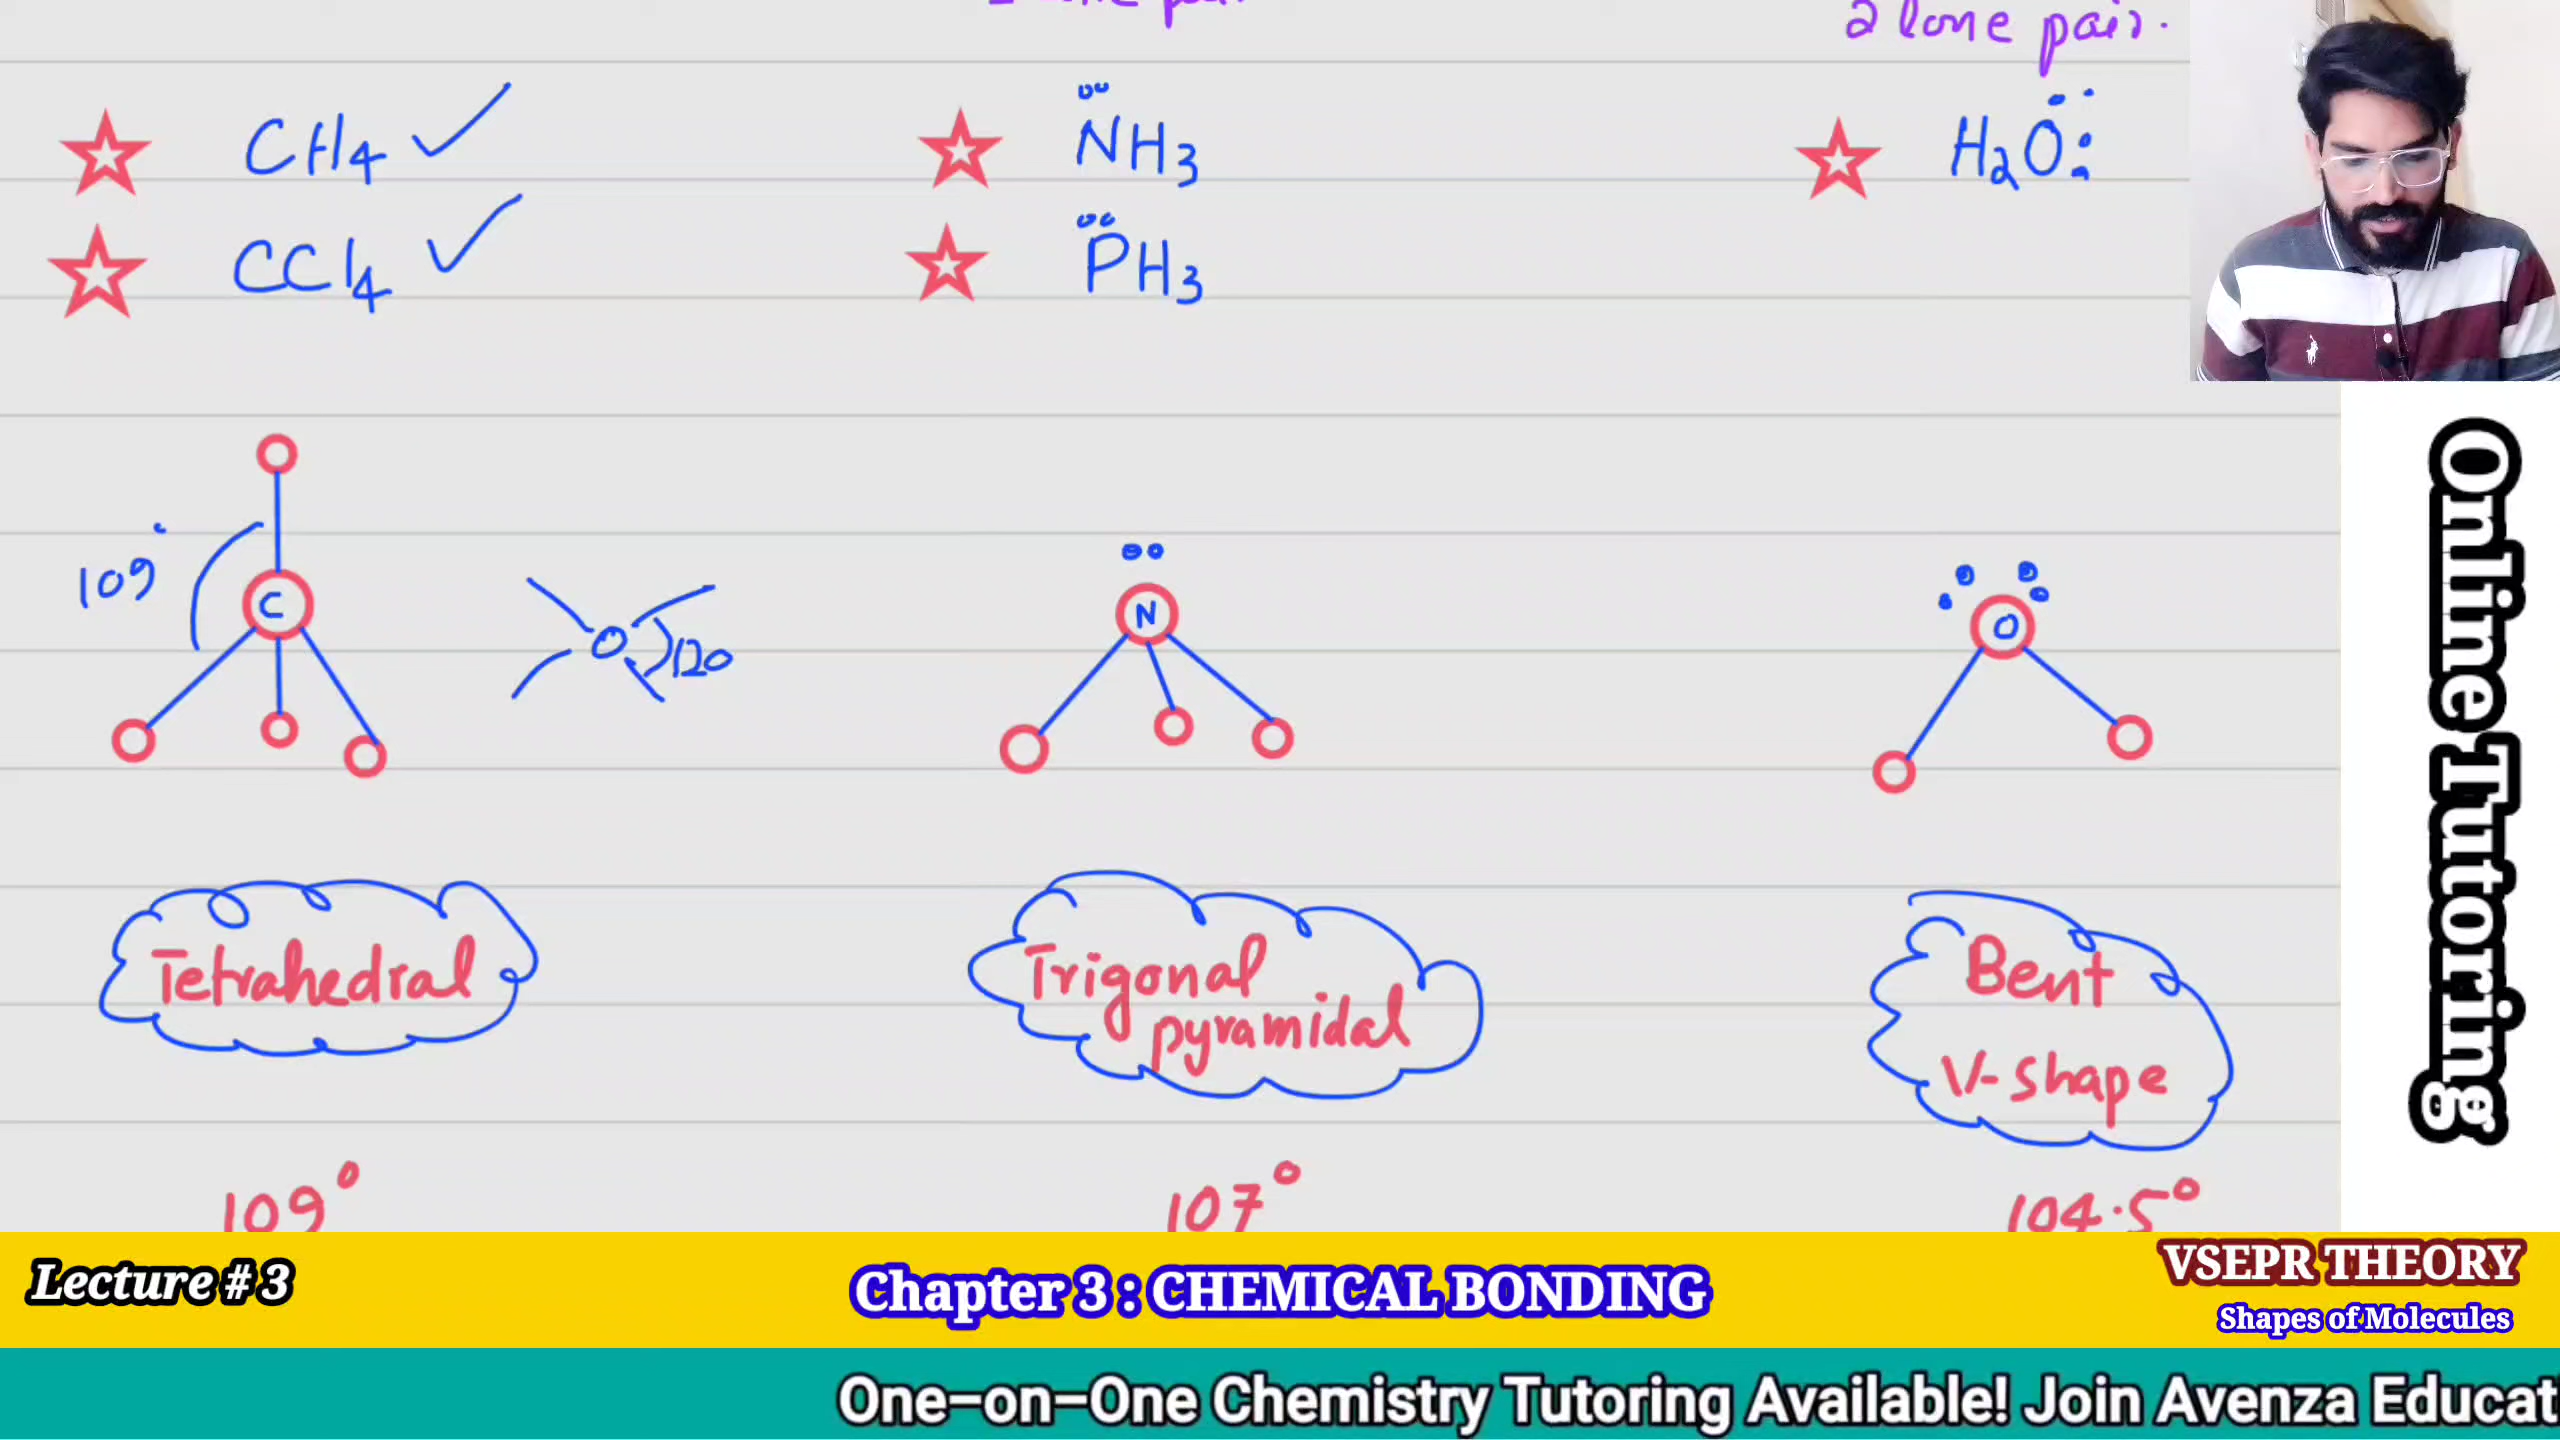 2 lone pair.
CH4
NH3
H2O
CCl4
PH3
109°
C
120
N
O
Tetrahedral
Trigonal
pyramidal
Bent
V-shape
109°
107°
104.5°
Online Tutoring
Lecture # 3
Chapter 3 : CHEMICAL BONDING
VSEPR THEORY
Shapes of Molecules
One-on-One Chemistry Tutoring Available! Join Avenza Educat